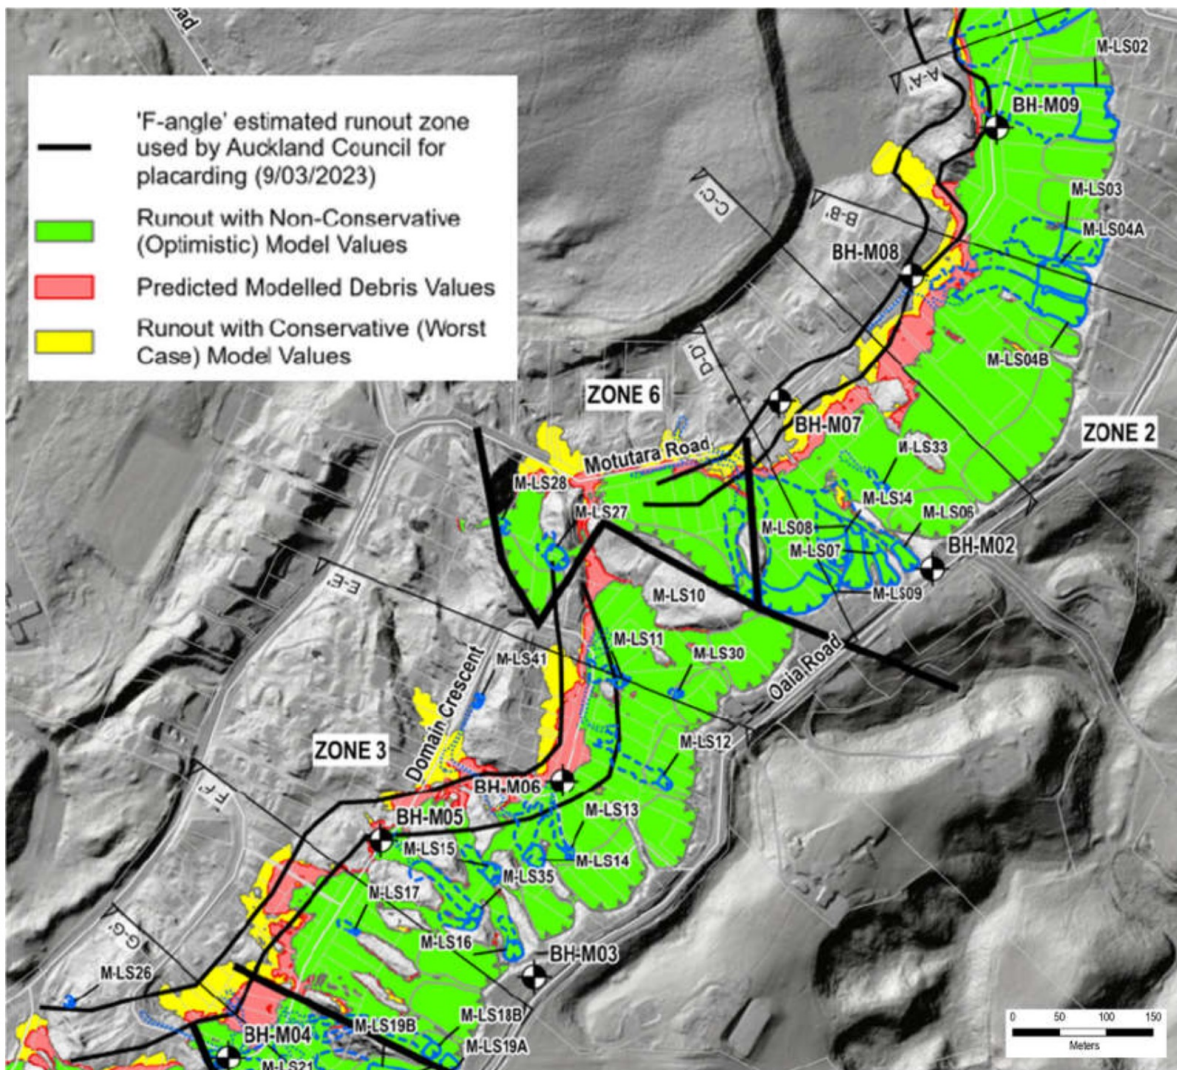 oad
'F-angle' estimated runout zone
used by Auckland Council for
placarding (9/03/2023)
Runout with Non-Conservative
(Optimistic) Model Values
Predicted Modelled Debris Values
Runout with Conservative (Worst
Case) Model Values
M-LS02
A-A'
BH-M09
C-C'
B-B'
M-LS03
M-LS04A
BH-M08
D-D'
M-LS04B
ZONE 6
ZONE 2
BH-M07
Motutara Road
M-LS33
M-LS28
M-LS34
M-LS27
M-LS08
M-LS06
M-LS07
BH-M02
E-E'
M-LS10
M-LS09
M-LS11
M-LS41
M-LS30
Oaia Road
Domain Crescent
ZONE 3
M-LS12
F-F'
BH-M06
BH-M05
M-LS13
M-LS15
M-LS14
M-LS35
M-LS17
M-LS16
G-G'
BH-M03
M-LS26
M-LS18B
M-LS19B
BH-M04
M-LS19A
M-LS21
0 50 100 150
Meters